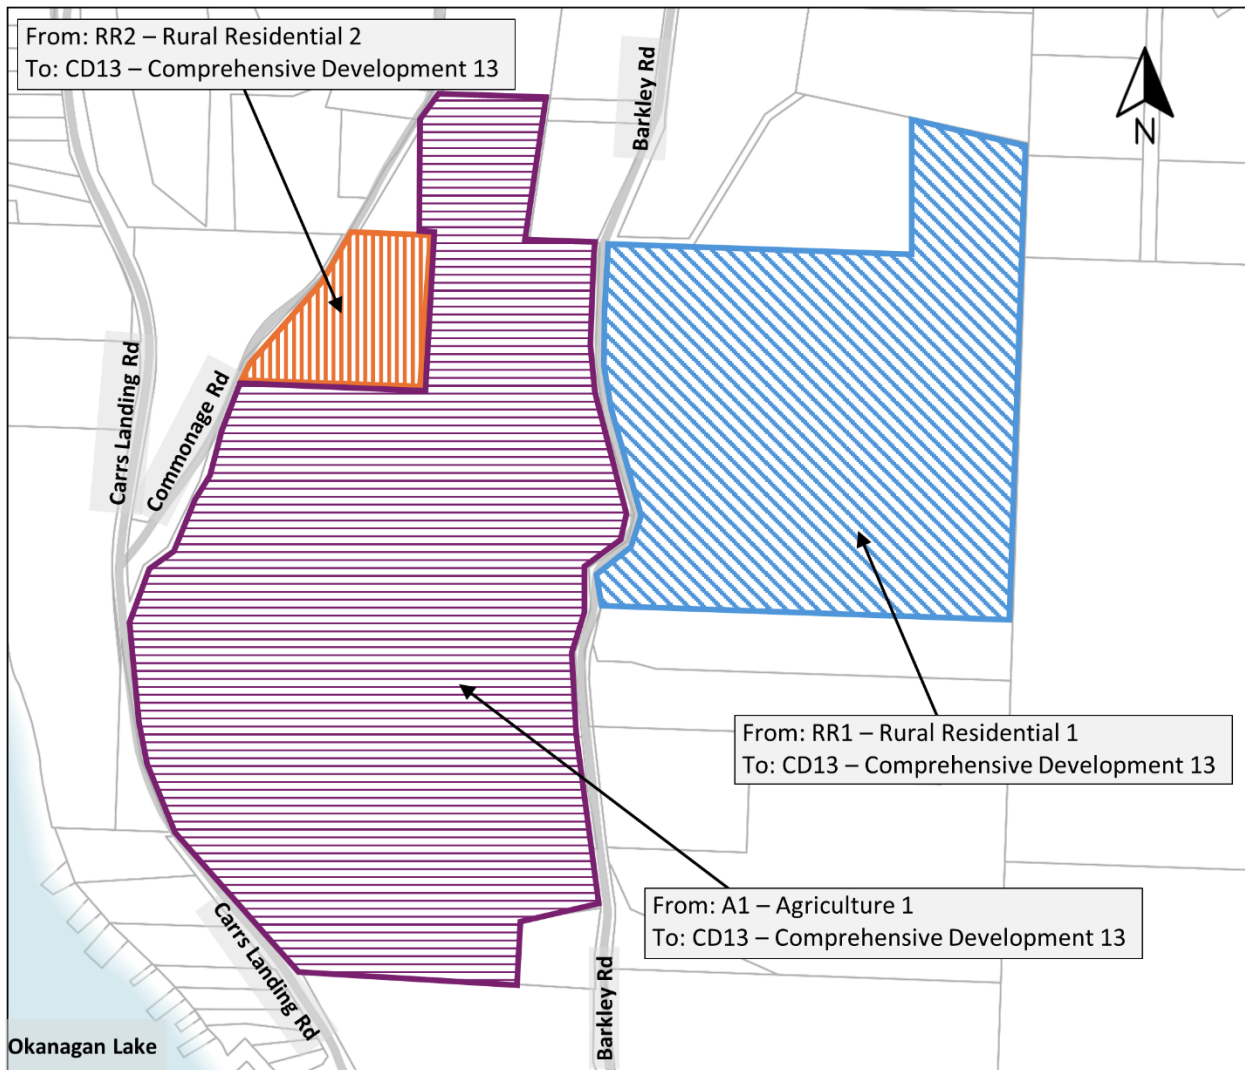 From: RR2 – Rural Residential 2
To: CD13 – Comprehensive Development 13
Barkley Rd
N
Carrs Landing Rd
Commonage Rd
From: RR1 – Rural Residential 1
To: CD13 – Comprehensive Development 13
From: A1 – Agriculture 1
To: CD13 – Comprehensive Development 13
Carrs Landing Rd
Barkley Rd
Okanagan Lake